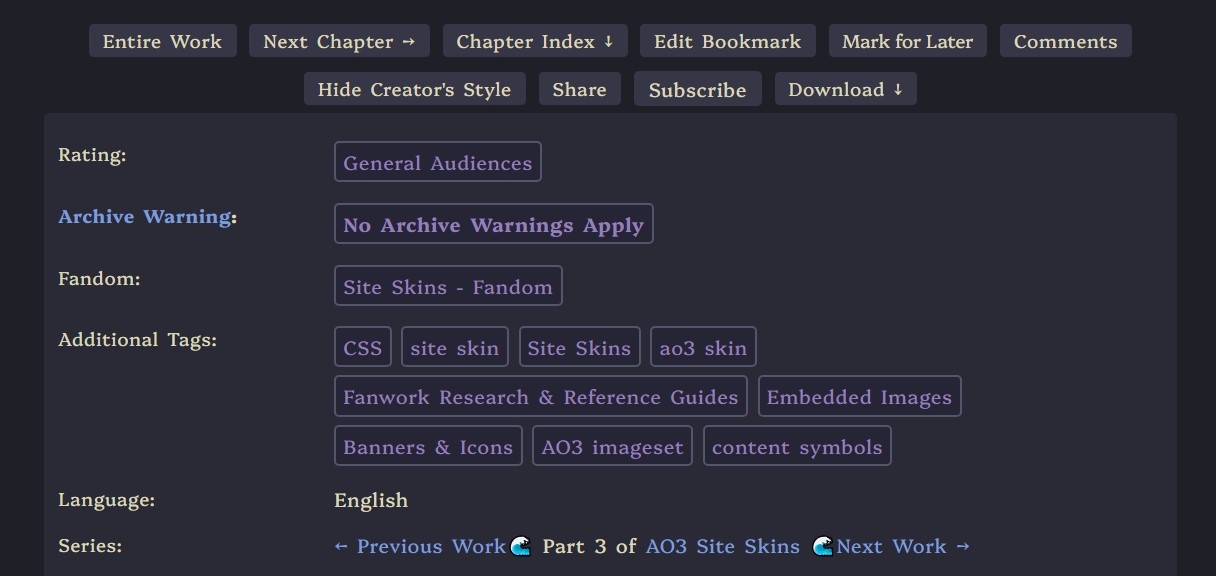 Entire Work Next Chapter → Chapter Index ↓ Edit Bookmark Mark for Later Comments
Hide Creator's Style Share Subscribe Download ↓
Rating: General Audiences
Archive Warning: No Archive Warnings Apply
Fandom: Site Skins - Fandom
Additional Tags: CSS site skin Site Skins ao3 skin
Fanwork Research & Reference Guides Embedded Images
Banners & Icons AO3 imageset content symbols
Language: English
Series: ← Previous Work🌊 Part 3 of AO3 Site Skins 🌊Next Work →